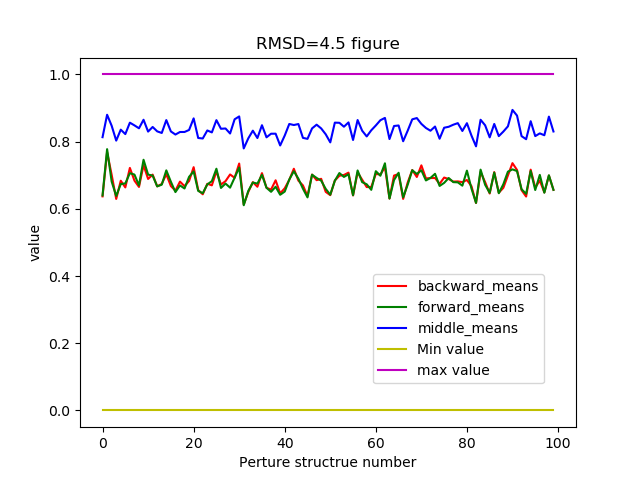 RMSD=4.5 figure
1.0
0.8
0.6
0.4
0.2
0.0
value
backward_means
forward_means
middle_means
Min value
max value
0 20 40 60 80 100
Perture structrue number